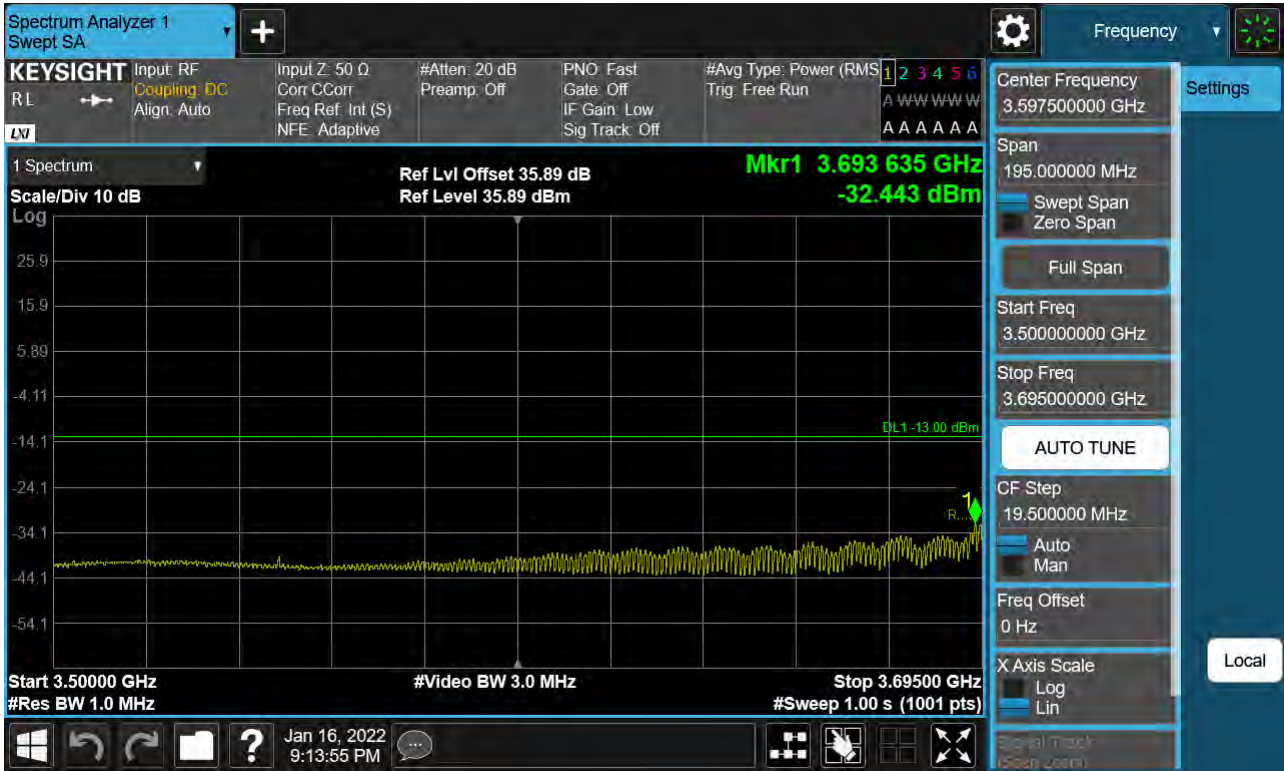 Spectrum Analyzer 1
Swept SA
+
Frequency
KEYSIGHT
RL
LXI
Input: RF
Coupling: DC
Align: Auto
Input Z: 50 Ω
Corr CCorr
Freq Ref: Int (S)
NFE: Adaptive
#Atten: 20 dB
Preamp: Off
PNO: Fast
Gate: Off
IF Gain: Low
Sig Track: Off
#Avg Type: Power (RMS
Trig: Free Run
1 2 3 4 5 6
A W W W W W
A A A A A A
1 Spectrum
Scale/Div 10 dB
Log
Ref Lvl Offset 35.89 dB
Ref Level 35.89 dBm
Mkr1 3.693 635 GHz
-32.443 dBm
25.9
15.9
5.89
-4.11
-14.1
-24.1
-34.1
-44.1
-54.1
DL1 -13.00 dBm
1
R...
Start 3.50000 GHz
#Res BW 1.0 MHz
#Video BW 3.0 MHz
Stop 3.69500 GHz
#Sweep 1.00 s (1001 pts)
Center Frequency
3.597500000 GHz
Span
195.000000 MHz
Swept Span
Zero Span
Full Span
Start Freq
3.500000000 GHz
Stop Freq
3.695000000 GHz
AUTO TUNE
CF Step
19.500000 MHz
Auto
Man
Freq Offset
0 Hz
X Axis Scale
Log
Lin
Signal Track
(Span Zoom)
Settings
Local
?
Jan 16, 2022
9:13:55 PM